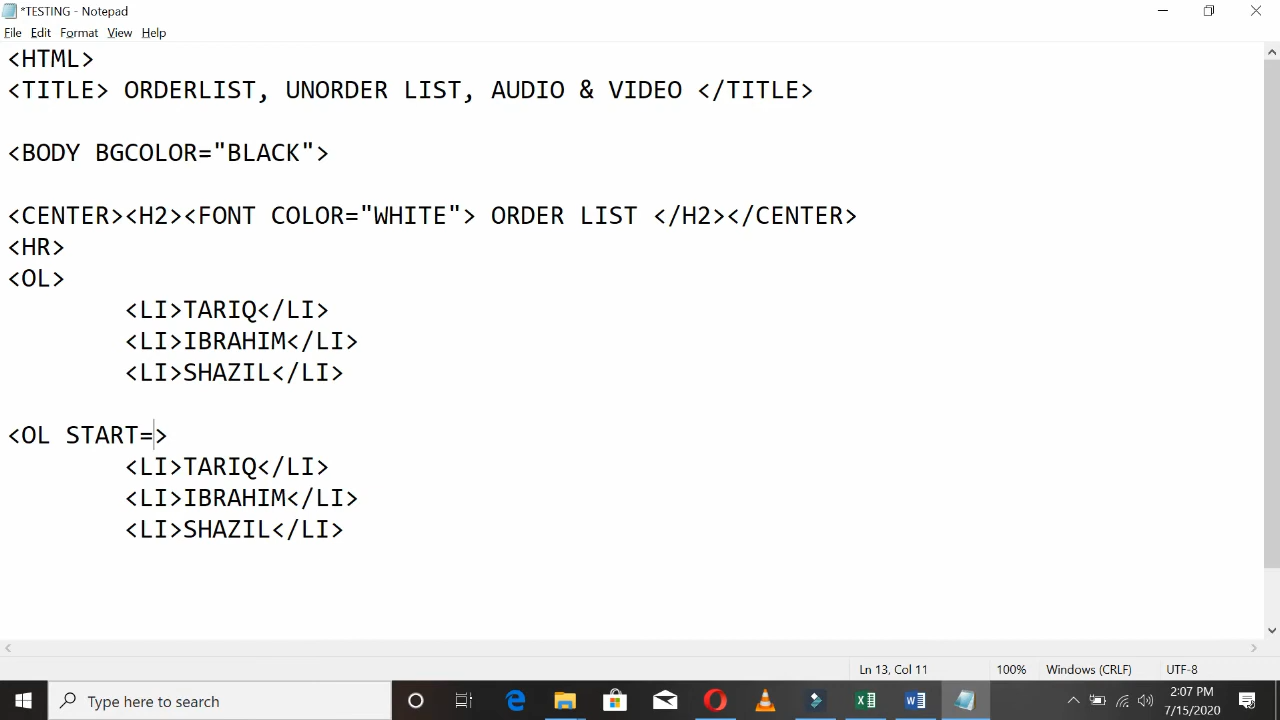 *TESTING - Notepad
File Edit Format View Help
<HTML>
<TITLE> ORDERLIST, UNORDER LIST, AUDIO & VIDEO </TITLE>
<BODY BGCOLOR="BLACK">
<CENTER><H2><FONT COLOR="WHITE"> ORDER LIST </H2></CENTER>
<HR>
<OL>
<LI>TARIQ</LI>
<LI>IBRAHIM</LI>
<LI>SHAZIL</LI>
<OL START=>
<LI>TARIQ</LI>
<LI>IBRAHIM</LI>
<LI>SHAZIL</LI>
Ln 13, Col 11 100% Windows (CRLF) UTF-8
Type here to search
2:07 PM
7/15/2020